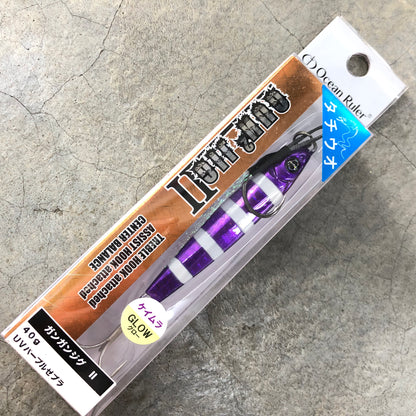 Ocean Ruler
タチウオ
GUN² JIG II
TREBLE HOOK attached
ASSIST HOOK attached
CENTER BALANCE
ケイムラ
GLOW
グロー
ガンガンジグ II
40g
UVパープルゼブラ